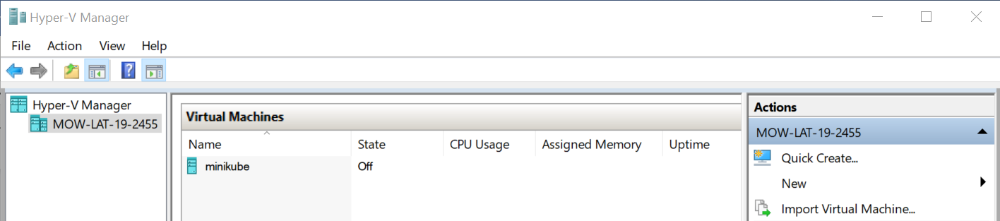 Hyper-V Manager
File Action View Help
Hyper-V Manager
MOW-LAT-19-2455
Virtual Machines
Name State CPU Usage Assigned Memory Uptime
minikube Off
Actions
MOW-LAT-19-2455
Quick Create...
New
Import Virtual Machine...